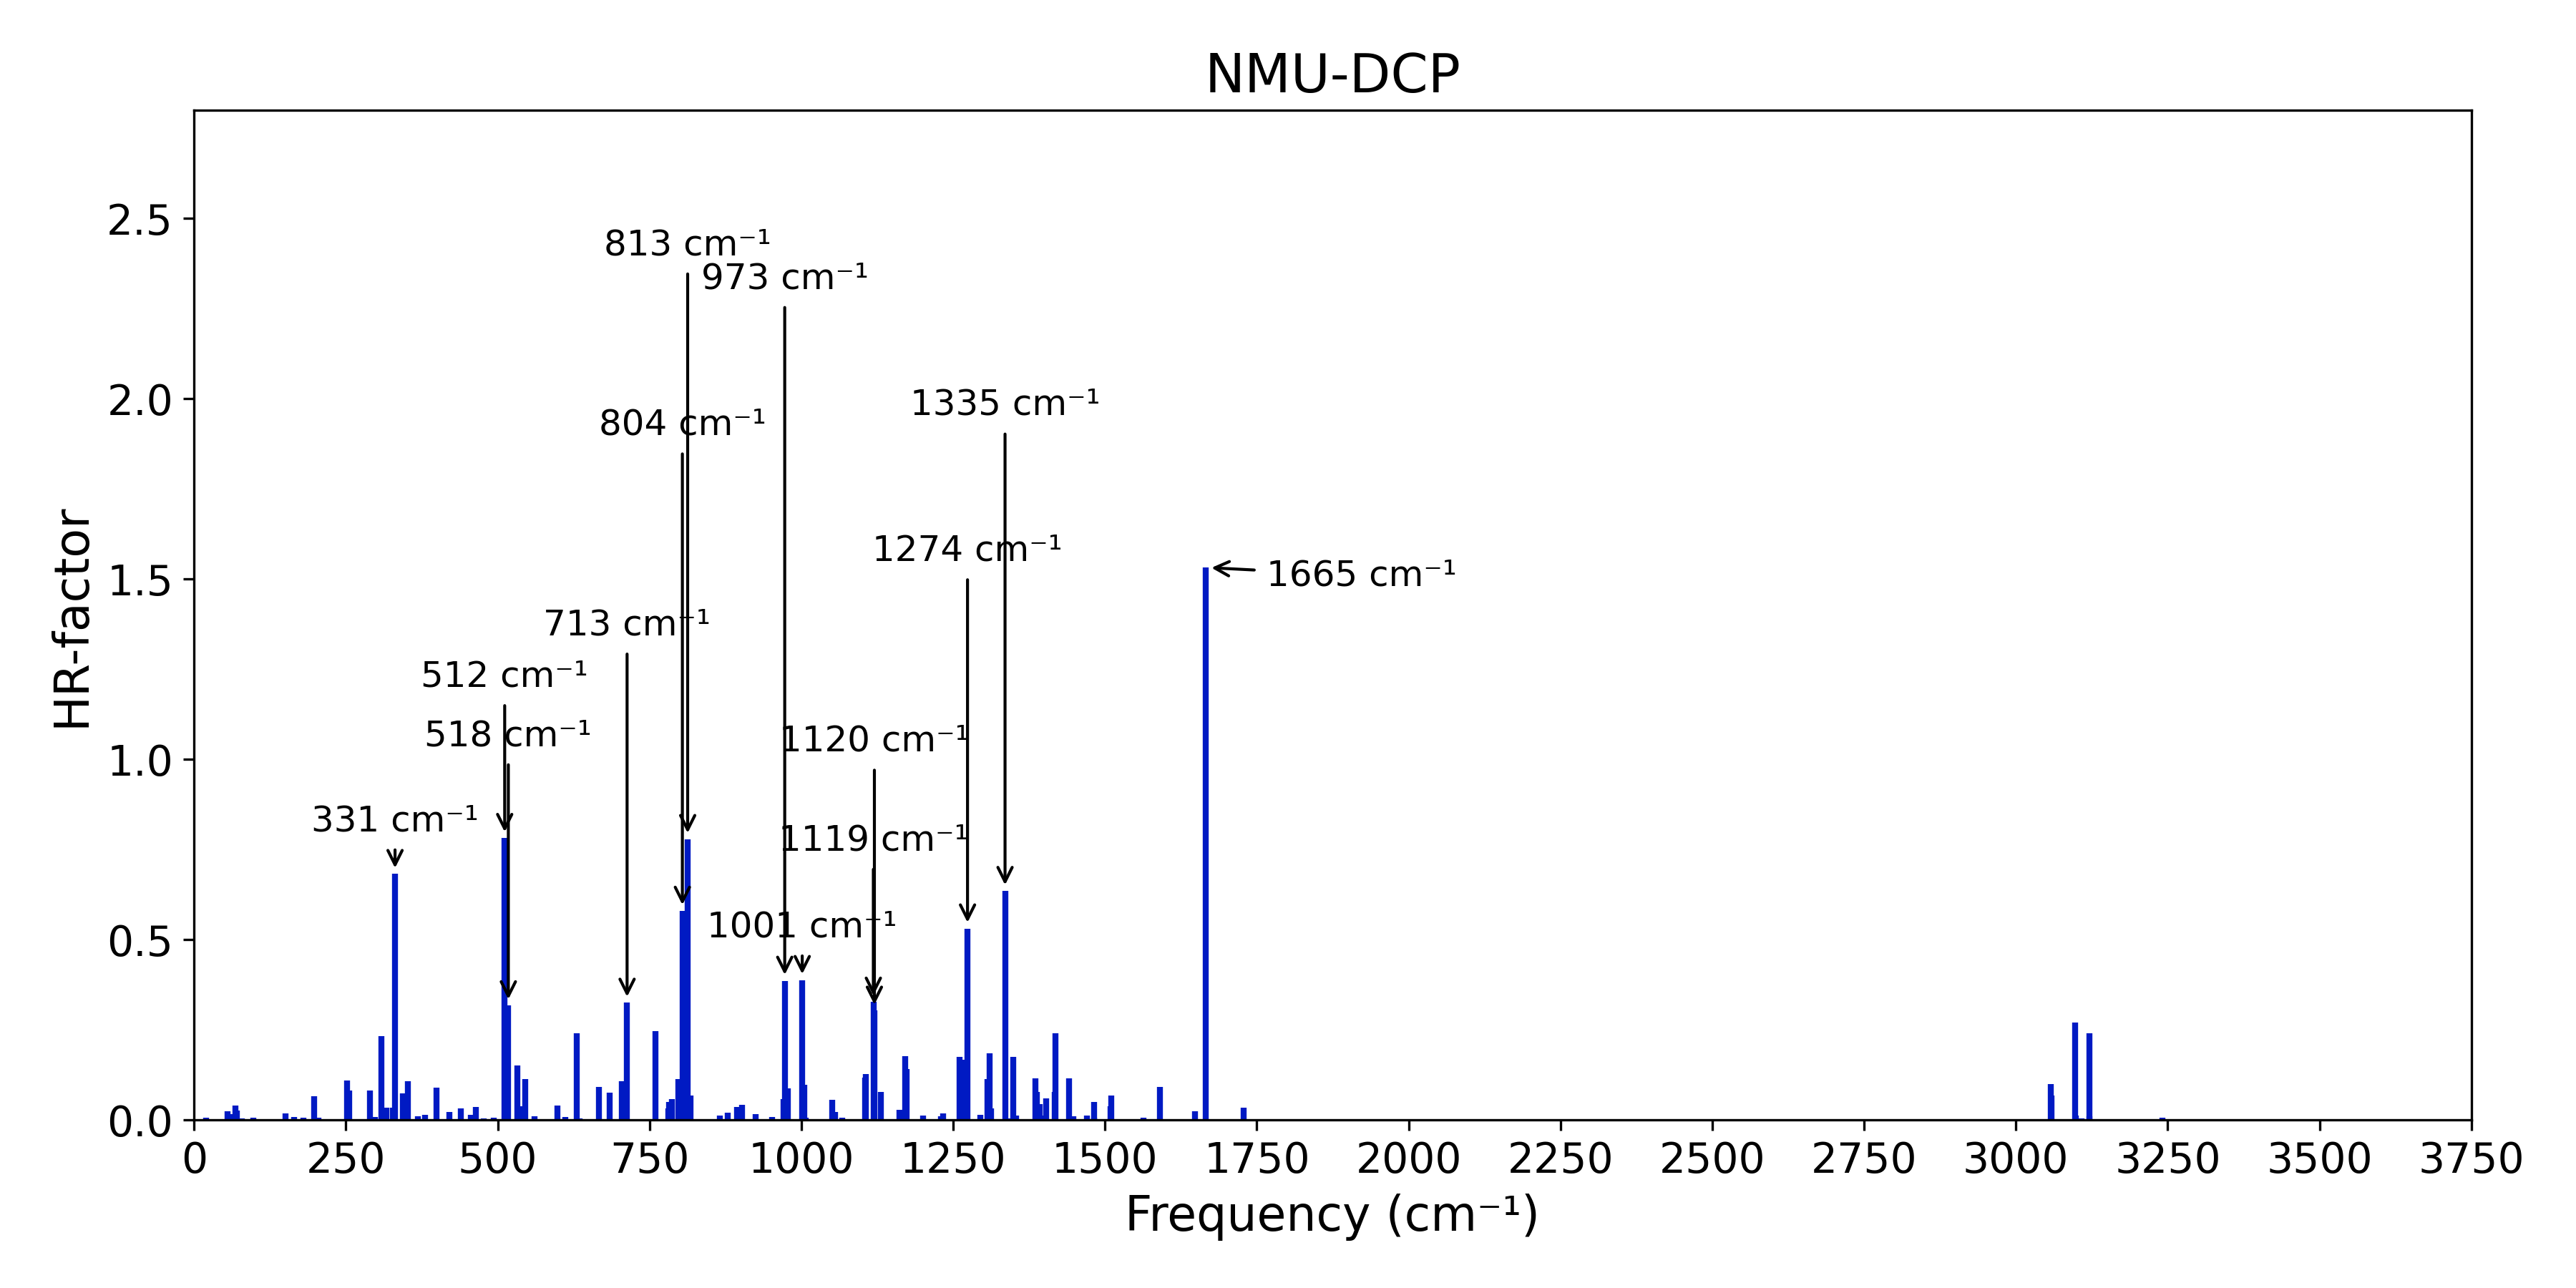 NMU-DCP
HR-factor
2.5
2.0
1.5
1.0
0.5
0.0
813 cm⁻¹
973 cm⁻¹
1335 cm⁻¹
804 cm⁻¹
1274 cm⁻¹
1665 cm⁻¹
713 cm⁻¹
512 cm⁻¹
518 cm⁻¹
1120 cm⁻¹
331 cm⁻¹
1119 cm⁻¹
1001 cm⁻¹
0 250 500 750 1000 1250 1500 1750 2000 2250 2500 2750 3000 3250 3500 3750
Frequency (cm⁻¹)